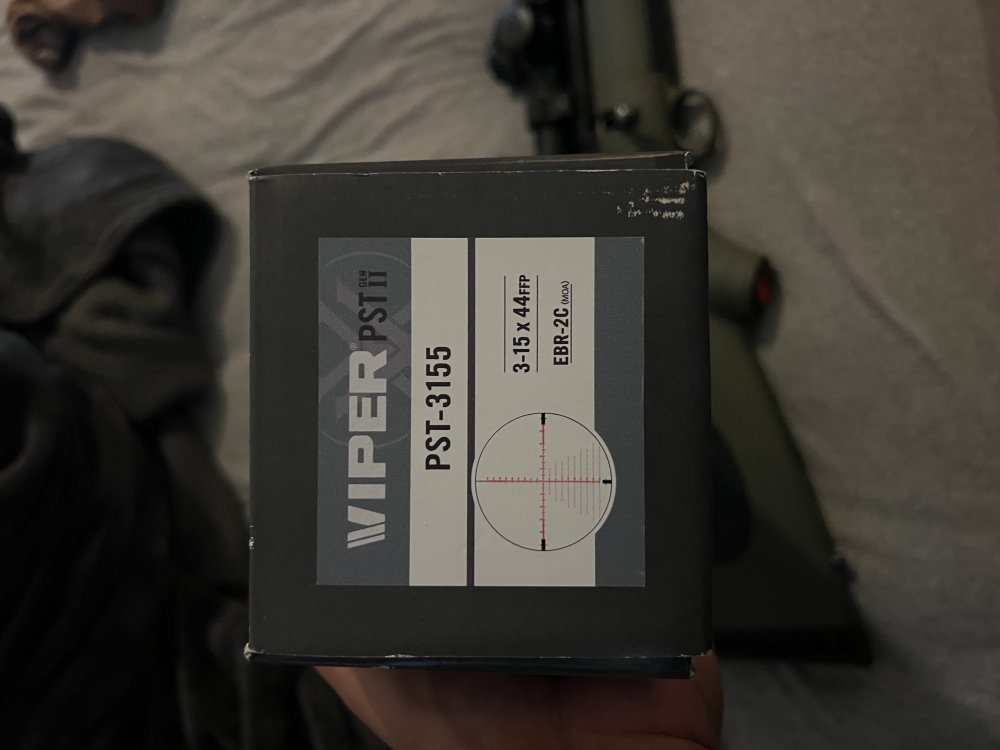 VIPER® PST GEN II
PST-3155
3-15 x 44 FFP
EBR-2C (MOA)